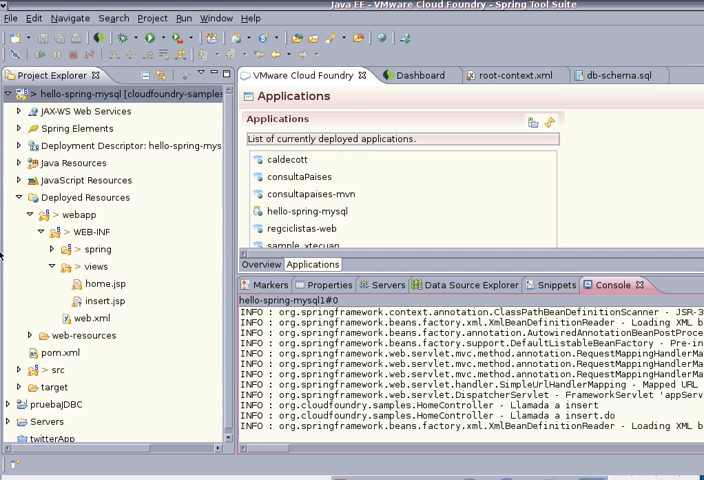 Java EE - VMware Cloud Foundry - Spring Tool Suite
File Edit Navigate Search Project Run Window Help
Project Explorer
VMware Cloud Foundry Dashboard root-context.xml db-schema.sql
> hello-spring-mysql [cloudfoundry-samples
JAX-WS Web Services
Spring Elements
Deployment Descriptor: hello-spring-mys
Java Resources
JavaScript Resources
Deployed Resources
> webapp
> WEB-INF
> spring
> views
home.jsp
insert.jsp
web.xml
> web-resources
pom.xml
> src
target
pruebaJDBC
Servers
twitterApp
Applications
Applications
List of currently deployed applications.
caldecott
consultaPaises
consultapaises-mvn
hello-spring-mysql
regciclistas-web
sample_xtecuan
Overview Applications
Markers Properties Servers Data Source Explorer Snippets Console
hello-spring-mysql1#0
INFO : org.springframework.context.annotation.ClassPathBeanDefinitionScanner - JSR-3
INFO : org.springframework.beans.factory.xml.XmlBeanDefinitionReader - Loading XML b
INFO : org.springframework.beans.factory.annotation.AutowiredAnnotationBeanPostProce
INFO : org.springframework.beans.factory.support.DefaultListableBeanFactory - Pre-in
INFO : org.springframework.web.servlet.mvc.method.annotation.RequestMappingHandlerMa
INFO : org.springframework.web.servlet.mvc.method.annotation.RequestMappingHandlerMa
INFO : org.springframework.web.servlet.mvc.method.annotation.RequestMappingHandlerMa
INFO : org.springframework.web.servlet.handler.SimpleUrlHandlerMapping - Mapped URL
INFO : org.springframework.web.servlet.DispatcherServlet - FrameworkServlet 'appServ
INFO : org.cloudfoundry.samples.HomeController - Llamada a insert
INFO : org.cloudfoundry.samples.HomeController - Llamada a insert.do
INFO : org.springframework.beans.factory.xml.XmlBeanDefinitionReader - Loading XML b